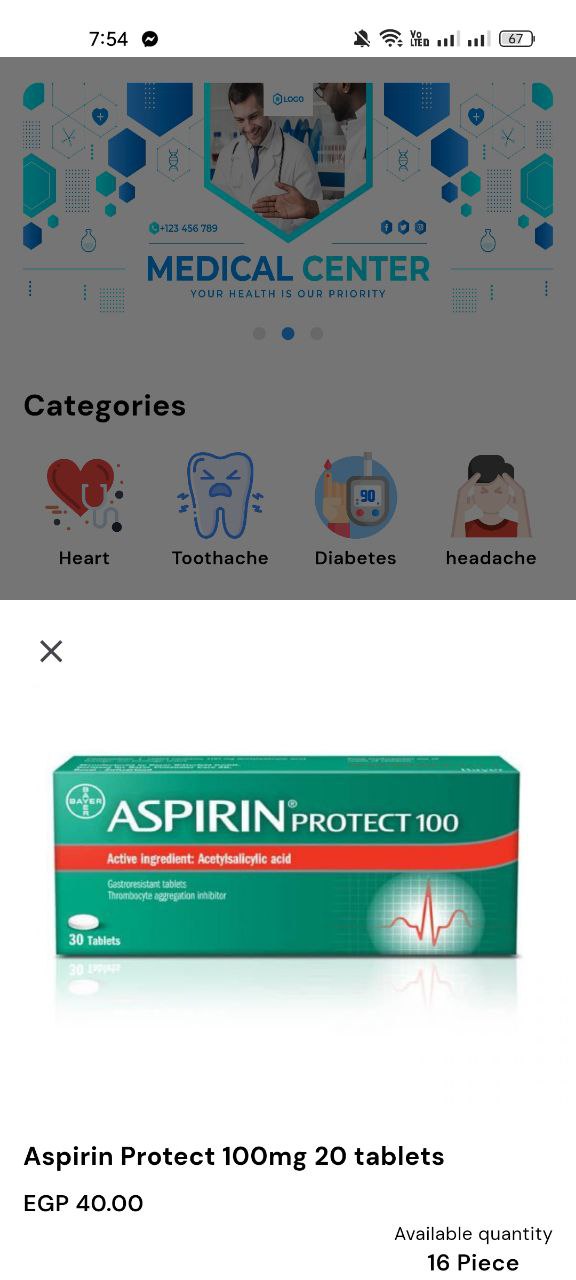 7:54
Vo
LTED
67
LOGO
+123 456 789
MEDICAL CENTER
YOUR HEALTH IS OUR PRIORITY
Categories
90
Heart
Toothache
Diabetes
headache
BAYER
BAYER
ASPIRIN® PROTECT 100
Active ingredient: Acetylsalicylic acid
Gastroresistant tablets
Thrombocyte aggregation inhibitor
30 Tablets
Aspirin Protect 100mg 20 tablets
EGP 40.00
Available quantity
16 Piece